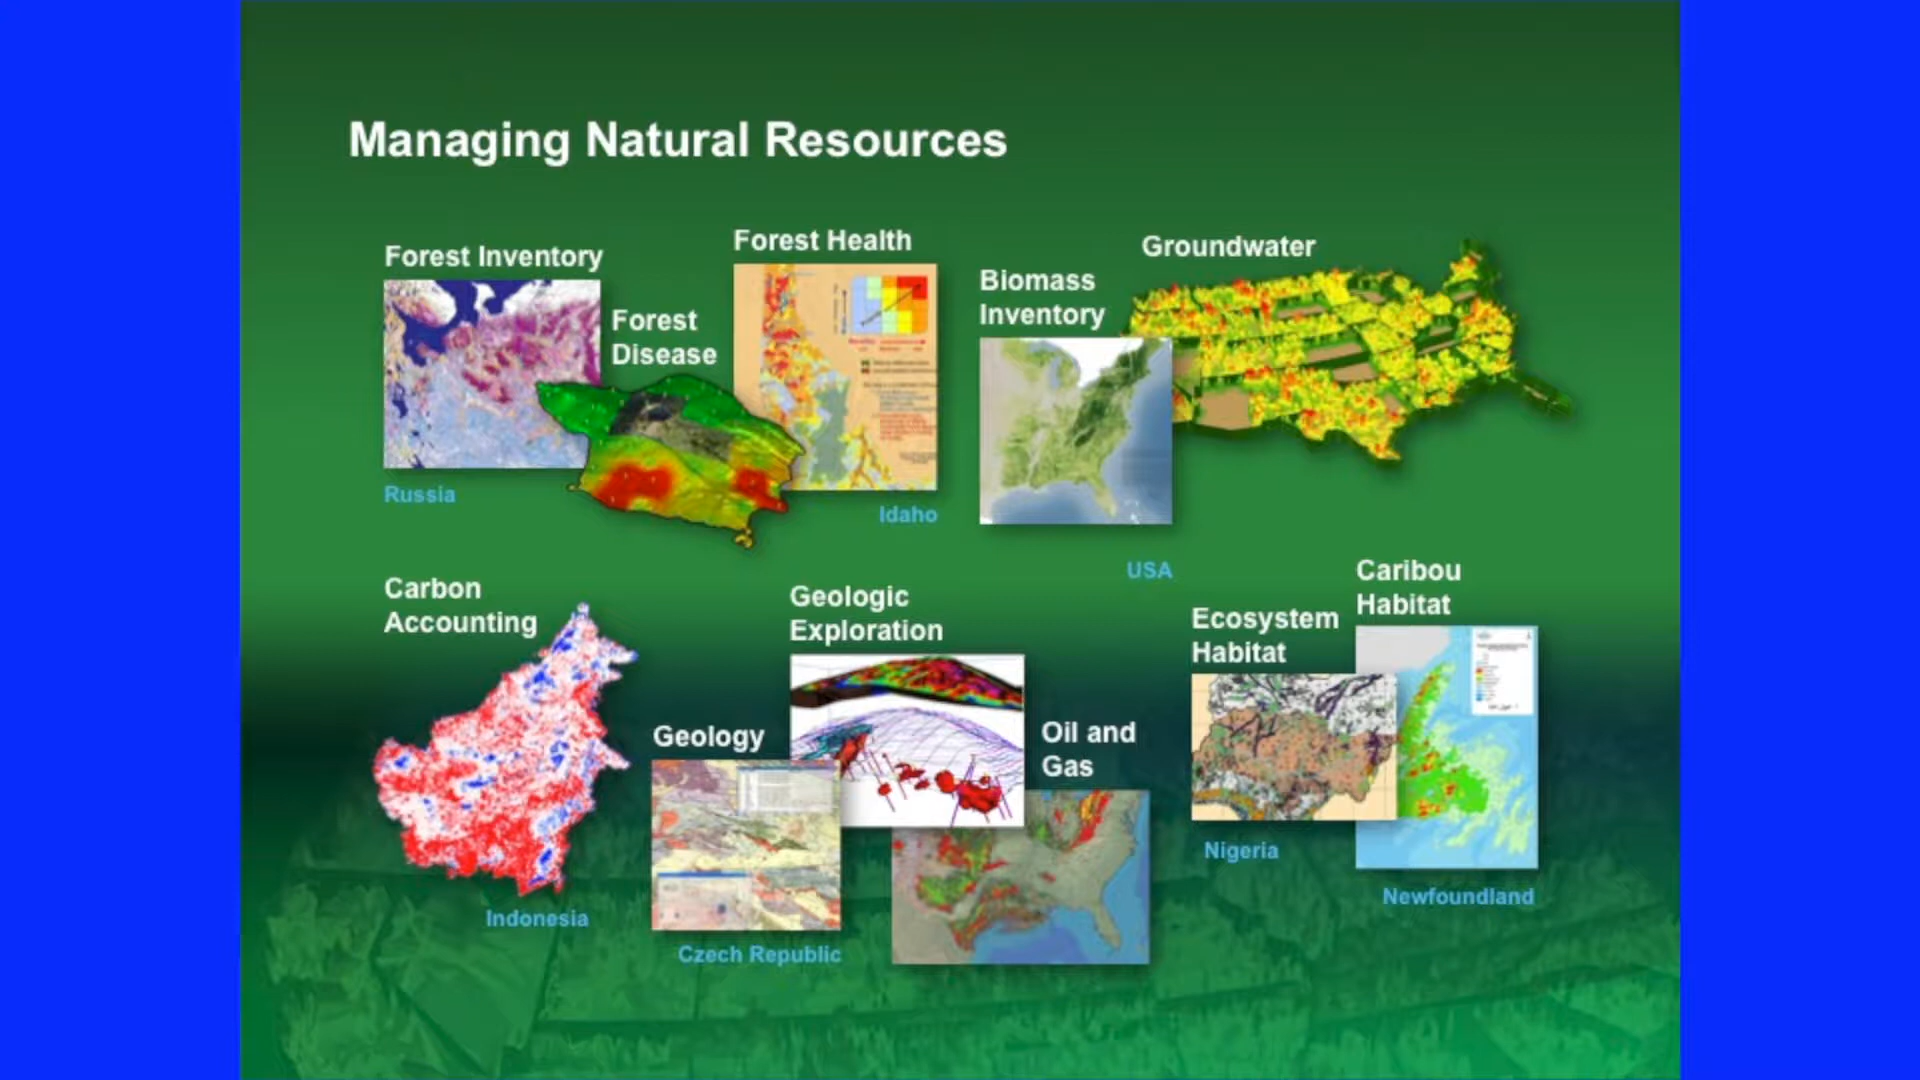 Managing Natural Resources
Forest Inventory
Russia
Forest
Disease
Forest Health
Idaho
Biomass
Inventory
USA
Groundwater
Carbon
Accounting
Indonesia
Geology
Czech Republic
Geologic
Exploration
Oil and
Gas
Ecosystem
Habitat
Nigeria
Caribou
Habitat
Newfoundland